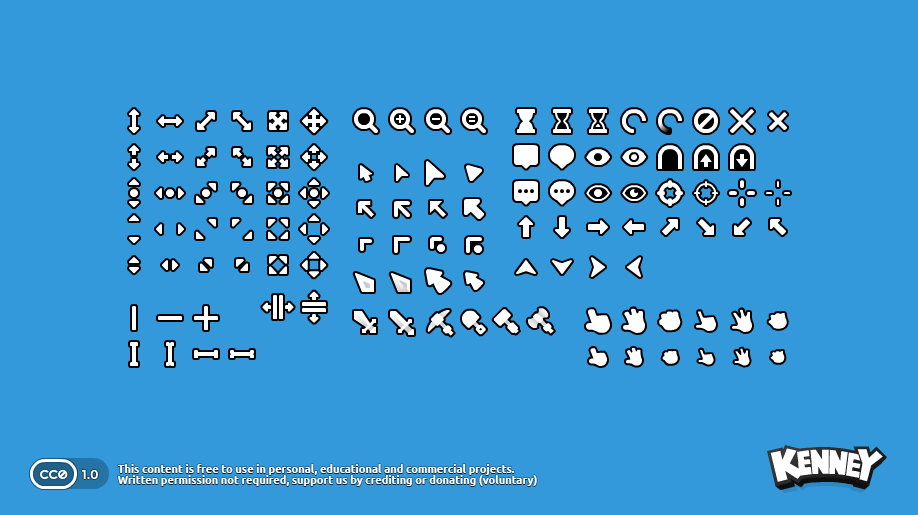 CC0 1.0
This content is free to use in personal, educational and commercial projects.
Written permission not required, support us by crediting or donating (voluntary)
KENNEY